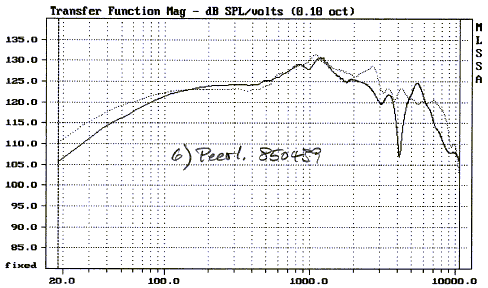 Transfer Function Mag - dB SPL/volts (0.10 oct)
MLSSA
135.0
130.0
125.0
120.0
115.0
110.0
105.0
100.0
95.0
90.0
85.0
fixed
6) Peerl. 850439
20.0 100.0 1000.0 10000.0